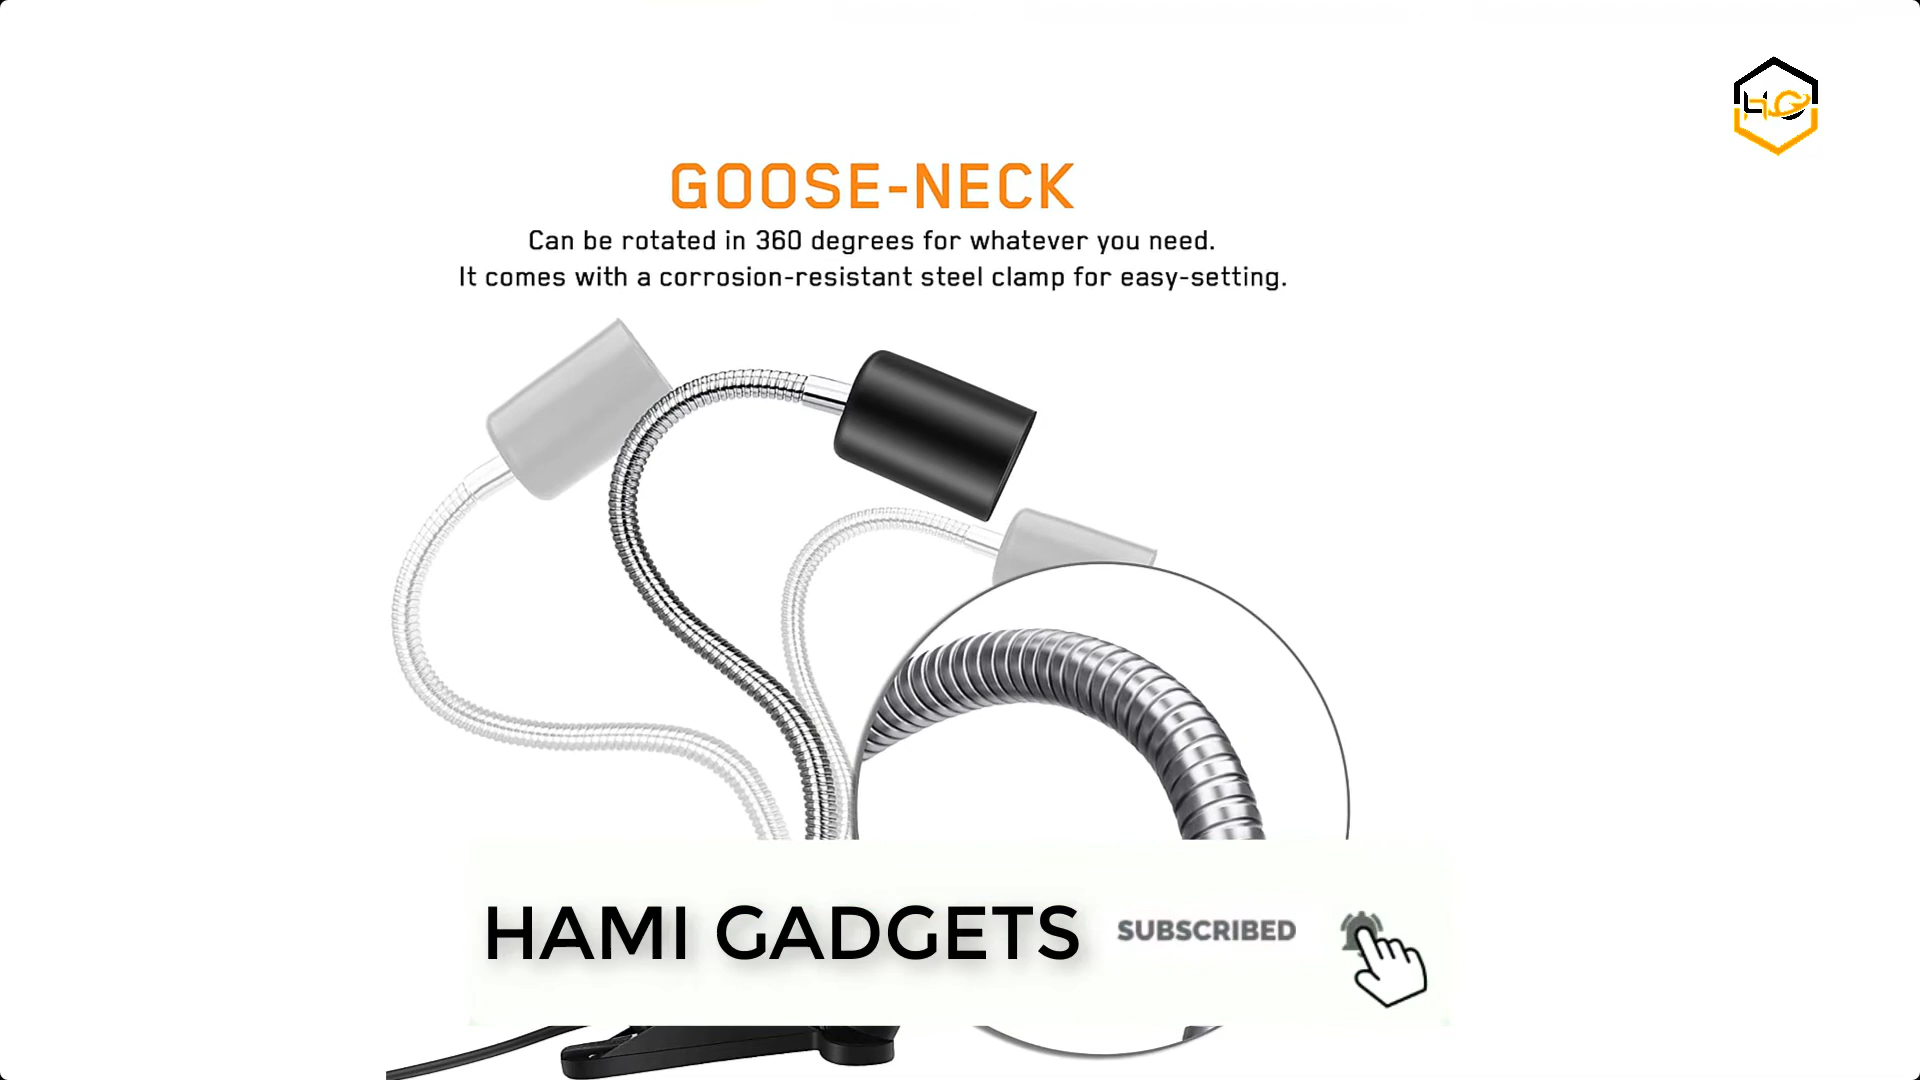 HG
GOOSE-NECK
Can be rotated in 360 degrees for whatever you need.
It comes with a corrosion-resistant steel clamp for easy-setting.
HAMI GADGETS
SUBSCRIBED